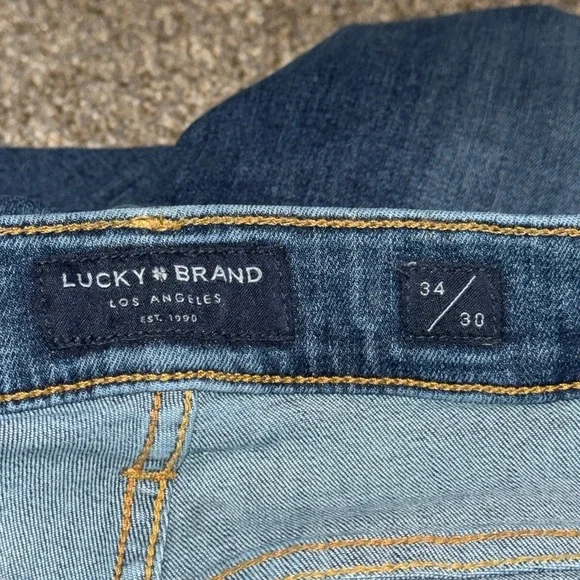 LUCKY BRAND
LOS ANGELES
EST. 1990
34/30